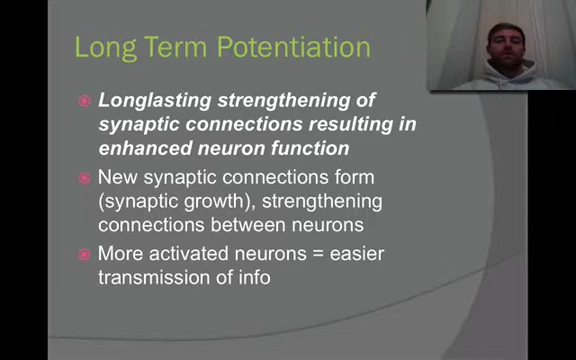 Long Term Potentiation
Longlasting strengthening of
synaptic connections resulting in
enhanced neuron function
New synaptic connections form
(synaptic growth), strengthening
connections between neurons
More activated neurons = easier
transmission of info